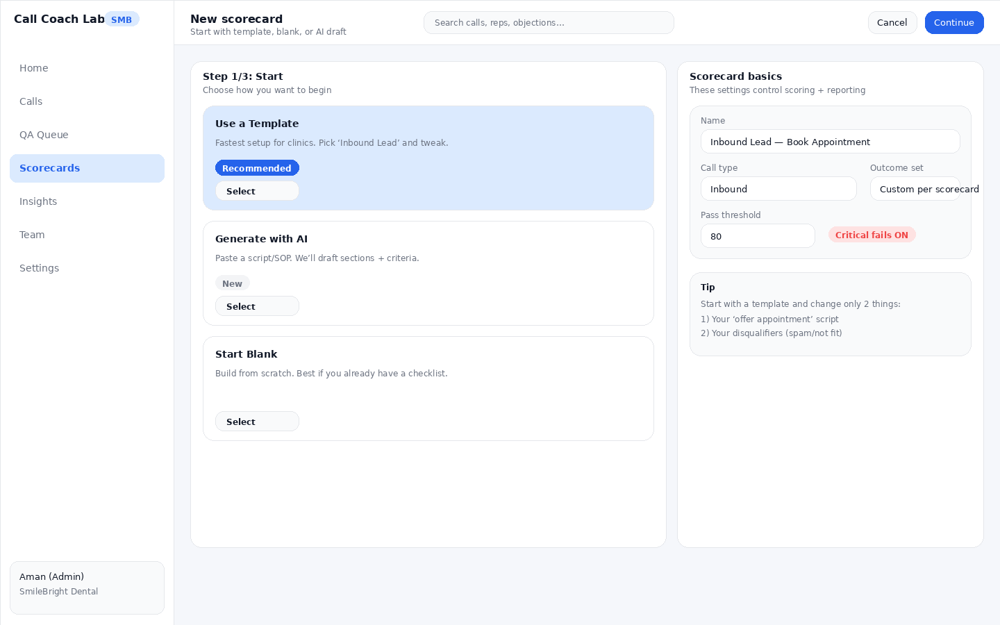 Call Coach Lab SMB
Home
Calls
QA Queue
Scorecards
Insights
Team
Settings
Aman (Admin)
SmileBright Dental
New scorecard
Start with template, blank, or AI draft
Search calls, reps, objections...
Cancel
Continue
Step 1/3: Start
Choose how you want to begin
Use a Template
Fastest setup for clinics. Pick ‘Inbound Lead’ and tweak.
Recommended
Select
Generate with AI
Paste a script/SOP. We’ll draft sections + criteria.
New
Select
Start Blank
Build from scratch. Best if you already have a checklist.
Select
Scorecard basics
These settings control scoring + reporting
Name
Inbound Lead — Book Appointment
Call type
Outcome set
Inbound
Custom per scorecard
Pass threshold
80
Critical fails ON
Tip
Start with a template and change only 2 things:
1) Your ‘offer appointment’ script
2) Your disqualifiers (spam/not fit)